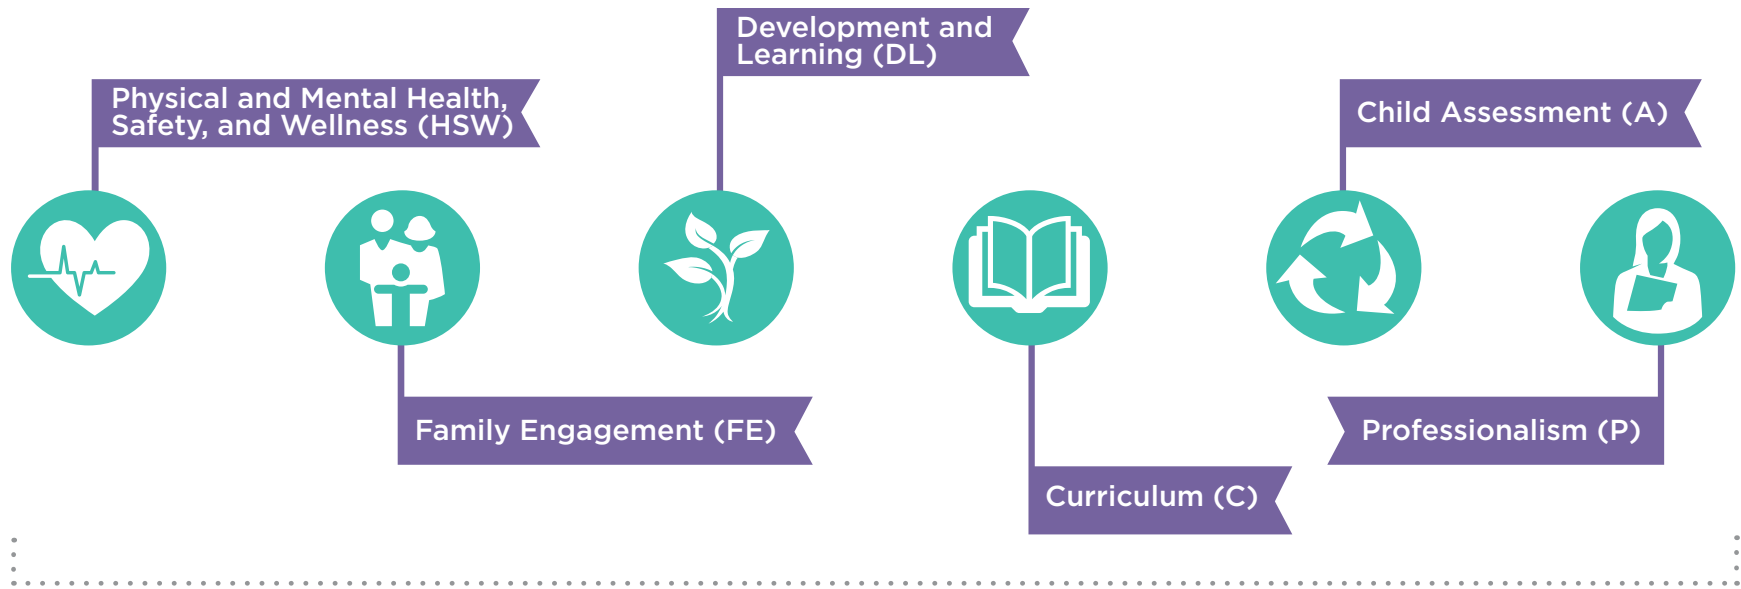 Development and
Learning (DL)
Physical and Mental Health,
Safety, and Wellness (HSW)
Child Assessment (A)
Family Engagement (FE)
Professionalism (P)
Curriculum (C)